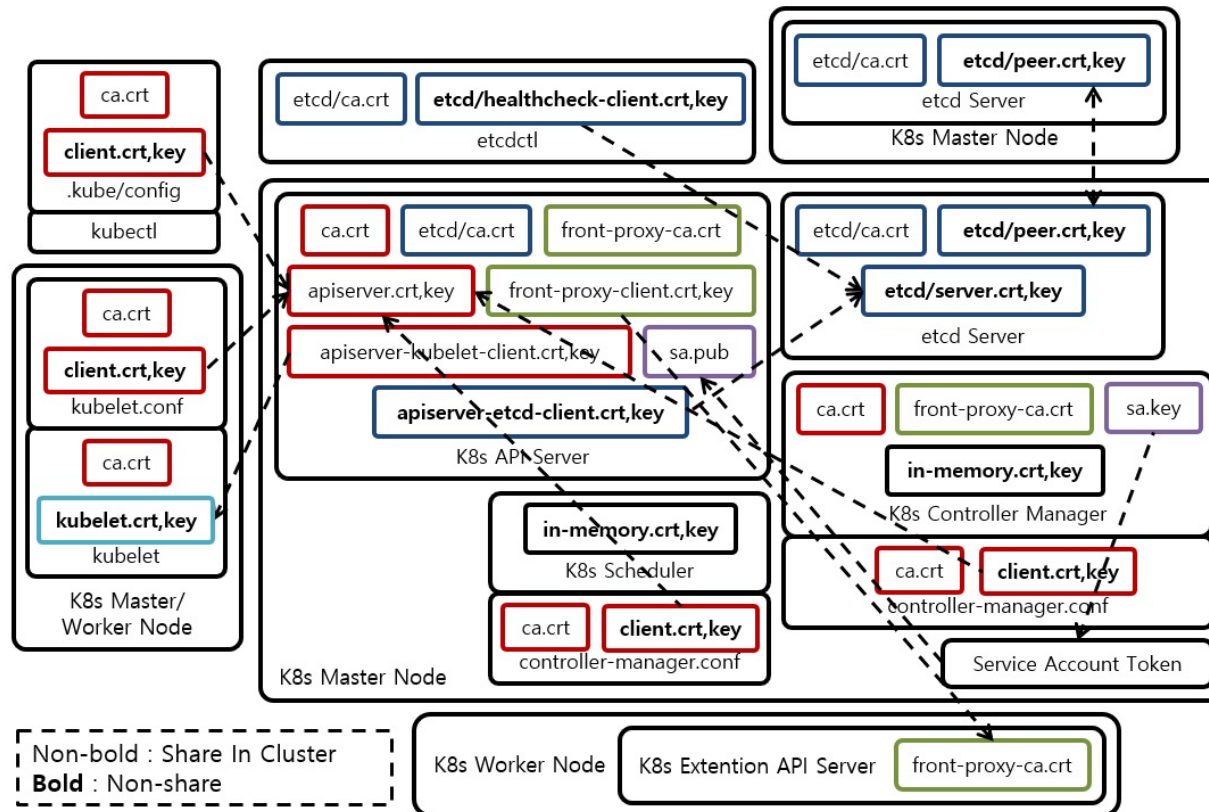 ca.crt
client.crt,key
.kube/config
kubectl
ca.crt
client.crt,key
kubelet.conf
ca.crt
kubelet.crt,key
kubelet
K8s Master/
Worker Node
etcd/ca.crt
etcd/healthcheck-client.crt,key
etcdctl
etcd/ca.crt
etcd/peer.crt,key
etcd Server
K8s Master Node
ca.crt
etcd/ca.crt
front-proxy-ca.crt
apiserver.crt,key
front-proxy-client.crt,key
apiserver-kubelet-client.crt,key
sa.pub
apiserver-etcd-client.crt,key
K8s API Server
etcd/ca.crt
etcd/peer.crt,key
etcd/server.crt,key
etcd Server
ca.crt
front-proxy-ca.crt
sa.key
in-memory.crt,key
K8s Controller Manager
ca.crt
client.crt,key
controller-manager.conf
in-memory.crt,key
K8s Scheduler
ca.crt
client.crt,key
controller-manager.conf
K8s Master Node
Service Account Token
Non-bold : Share In Cluster
Bold : Non-share
K8s Worker Node
K8s Extention API Server
front-proxy-ca.crt